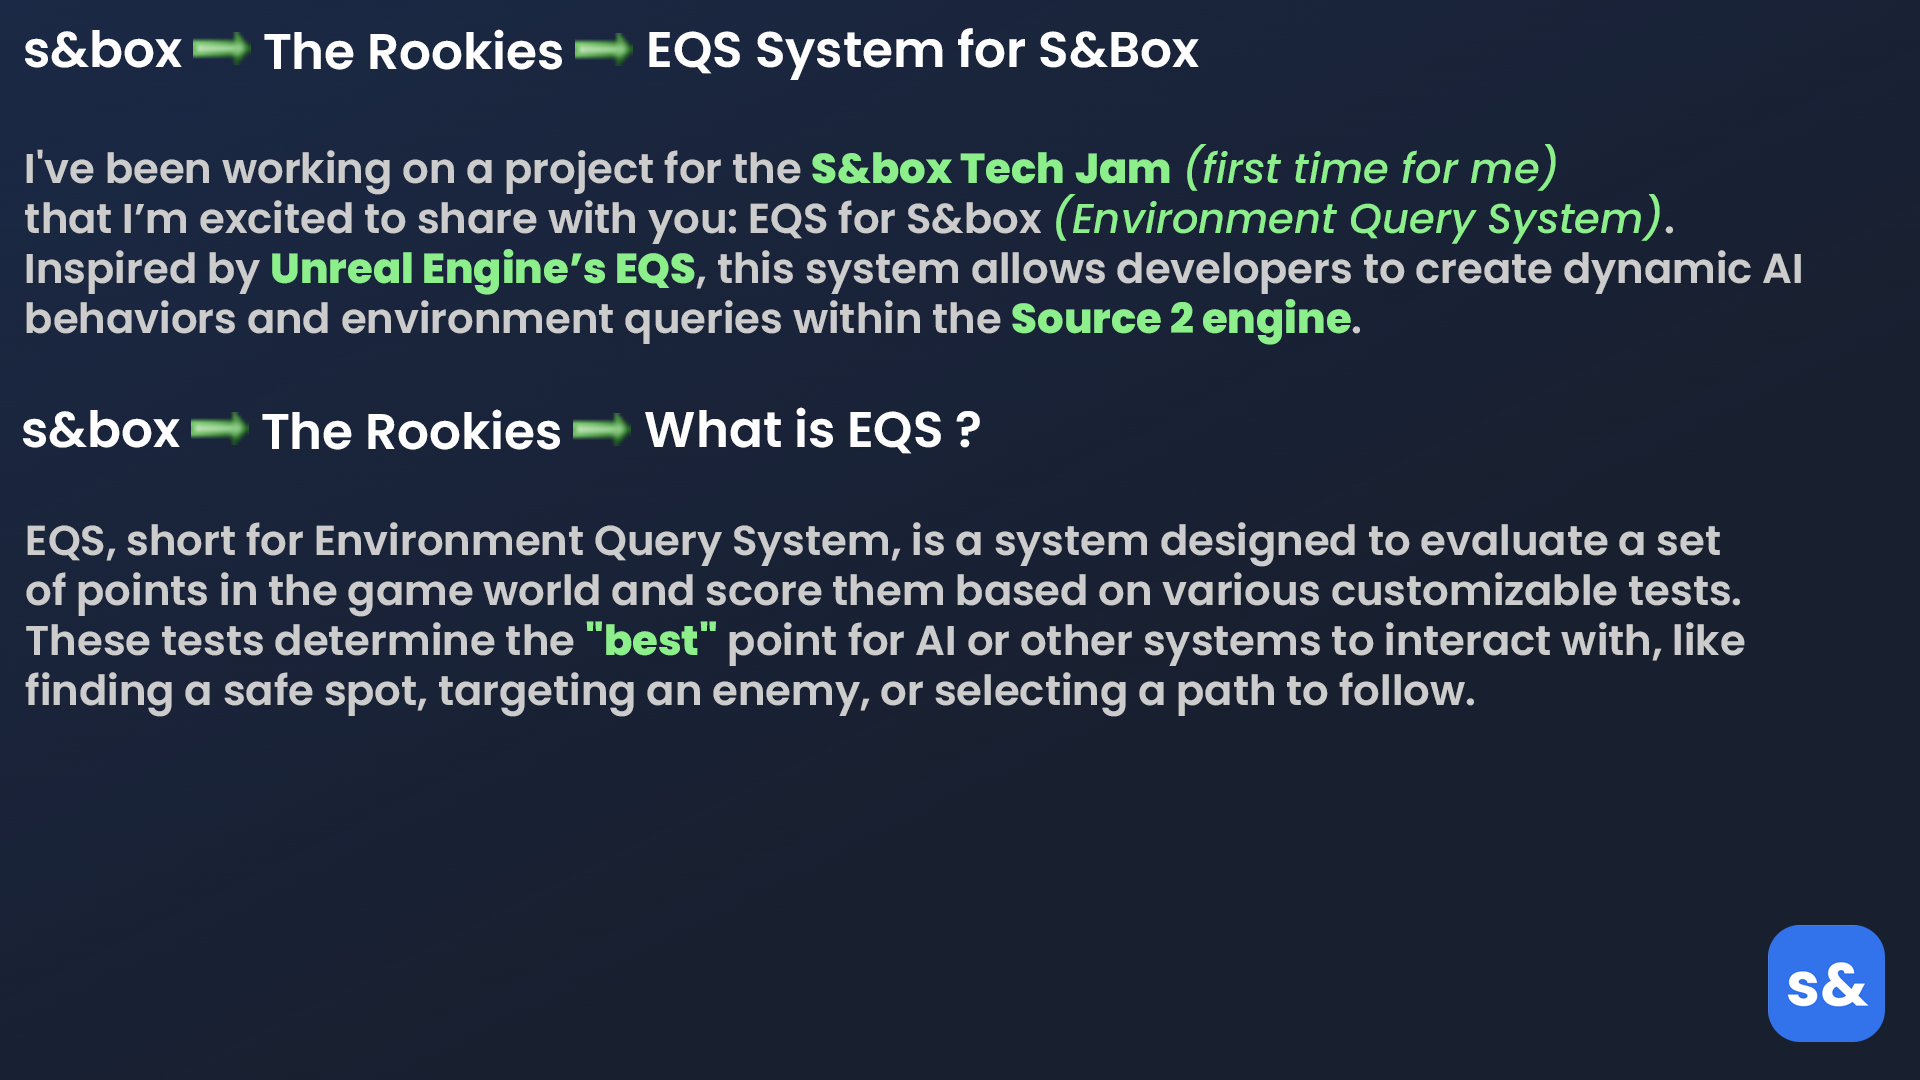 s&box The Rookies EQS System for S&Box
I've been working on a project for the S&box Tech Jam (first time for me)
that I’m excited to share with you: EQS for S&box (Environment Query System).
Inspired by Unreal Engine’s EQS, this system allows developers to create dynamic AI
behaviors and environment queries within the Source 2 engine.
s&box The Rookies What is EQS ?
EQS, short for Environment Query System, is a system designed to evaluate a set
of points in the game world and score them based on various customizable tests.
These tests determine the "best" point for AI or other systems to interact with, like
finding a safe spot, targeting an enemy, or selecting a path to follow.
s&